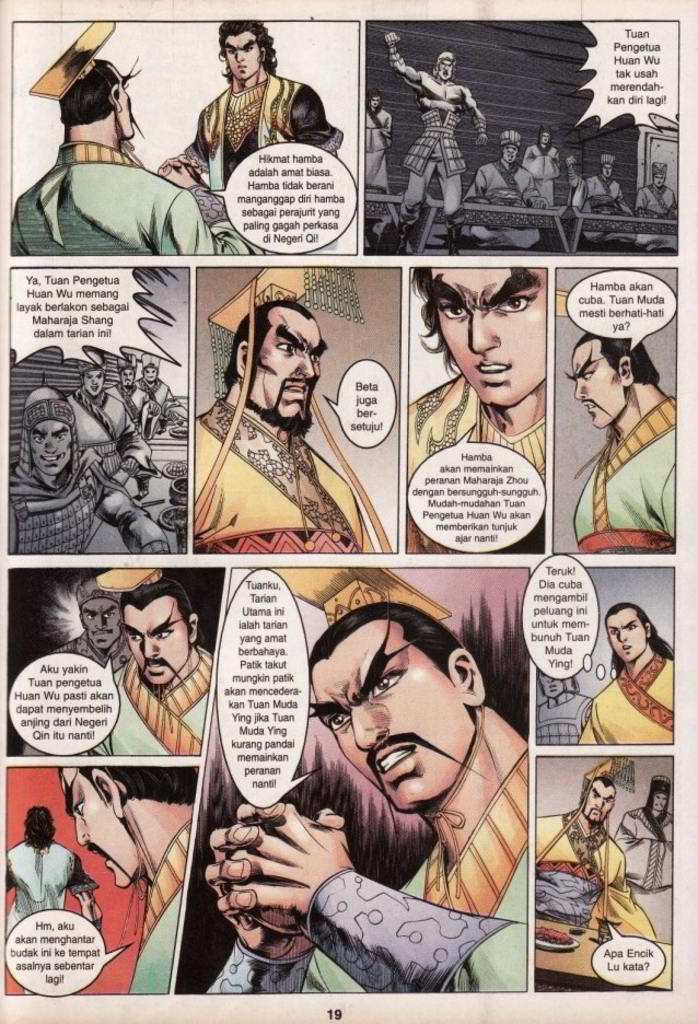 Hikmat hamba
adalah amat biasa.
Hamba tidak berani
manganggap diri hamba
sebagai perajurit yang
paling gagah perkasa
di Negeri Qi!
Tuan
Pengetua
Huan Wu
tak usah
merendah-
kan diri lagi!
Ya, Tuan Pengetua
Huan Wu memang
layak berlakon sebagai
Maharaja Shang
dalam tarian ini!
Beta
juga
ber-
setuju!
Hamba
akan memainkan
peranan Maharaja Zhou
dengan bersungguh-sungguh.
Mudah-mudahan Tuan
Pengetua Huan Wu akan
memberikan tunjuk
ajar nanti!
Hamba akan
cuba. Tuan Muda
mesti berhati-hati
ya?
Aku yakin
Tuan pengetua
Huan Wu pasti akan
dapat menyembelih
anjing dari Negeri
Qin itu nanti!
Tuanku,
Tarian
Utama ini
ialah tarian
yang amat
berbahaya.
Patik takut
mungkin patik
akan mencedera-
kan Tuan Muda
Ying jika Tuan
Muda Ying
kurang pandai
memainkan
peranan
nanti!
Teruk!
Dia cuba
mengambil
peluang ini
untuk mem-
bunuh Tuan
Muda
Ying!
Hm, aku
akan menghantar
budak ini ke tempat
asalnya sebentar
lagi!
Apa Encik
Lu kata?
19